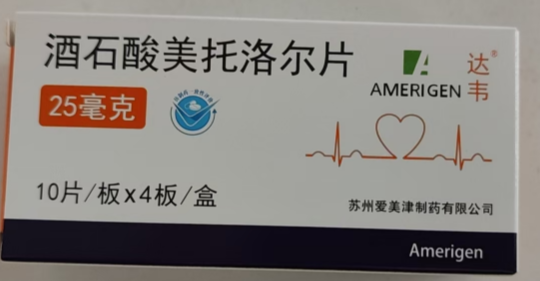 酒石酸美托洛尔片
AMERIGEN
达韦®
25毫克
10片/板x4板/盒
苏州爱美津制药有限公司
Amerigen